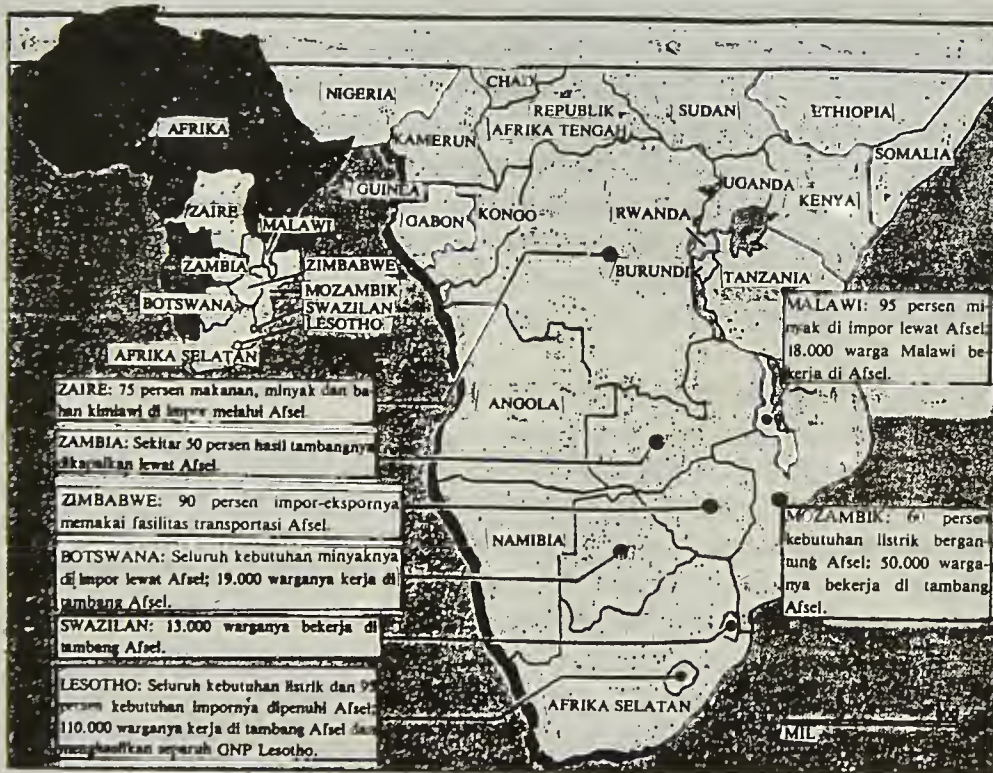 NIGERIA
CHAD
REPUBLIK
AFRIKA TENGAH
SUDAN
ETHIOPIA
AFRIKA
KAMERUN
SOMALIA
GUINEA
UGANDA
KENYA
ZAIRE
GABON
KONGO
RWANDA
MALAWI
ZAMBIA
ZIMBABWE
BURUNDI
TANZANIA
MOZAMBIK
BOTSWANA
SWAZILAN
LESOTHO
AFRIKA SELATAN
MALAWI: 95 persen mi-
nyak di impor lewat Afsel;
18.000 warga Malawi be-
kerja di Afsel.
ZAIRE: 75 persen makanan, minyak dan ba-
han kimiawi di impor melalui Afsel.
ANGOLA
ZAMBIA: Sekitar 50 persen hasil tambangnya
dikapalkan lewat Afsel.
ZIMBABWE: 90 persen impor-ekspornya
memakai fasilitas transportasi Afsel.
NAMIBIA
MOZAMBIK: 60 persen
kebutuhan listrik bergan-
tung Afsel; 50.000 warga-
nya bekerja di tambang
Afsel.
BOTSWANA: Seluruh kebutuhan minyaknya
di impor lewat Afsel; 19.000 warganya kerja di
tambang Afsel.
SWAZILAN: 13.000 warganya bekerja di
tambang Afsel.
LESOTHO: Seluruh kebutuhan listrik dan 95
persen kebutuhan impornya dipenuhi Afsel;
110.000 warganya kerja di tambang Afsel dan
menghasilkan separuh GNP Lesotho.
AFRIKA SELATAN
MIL